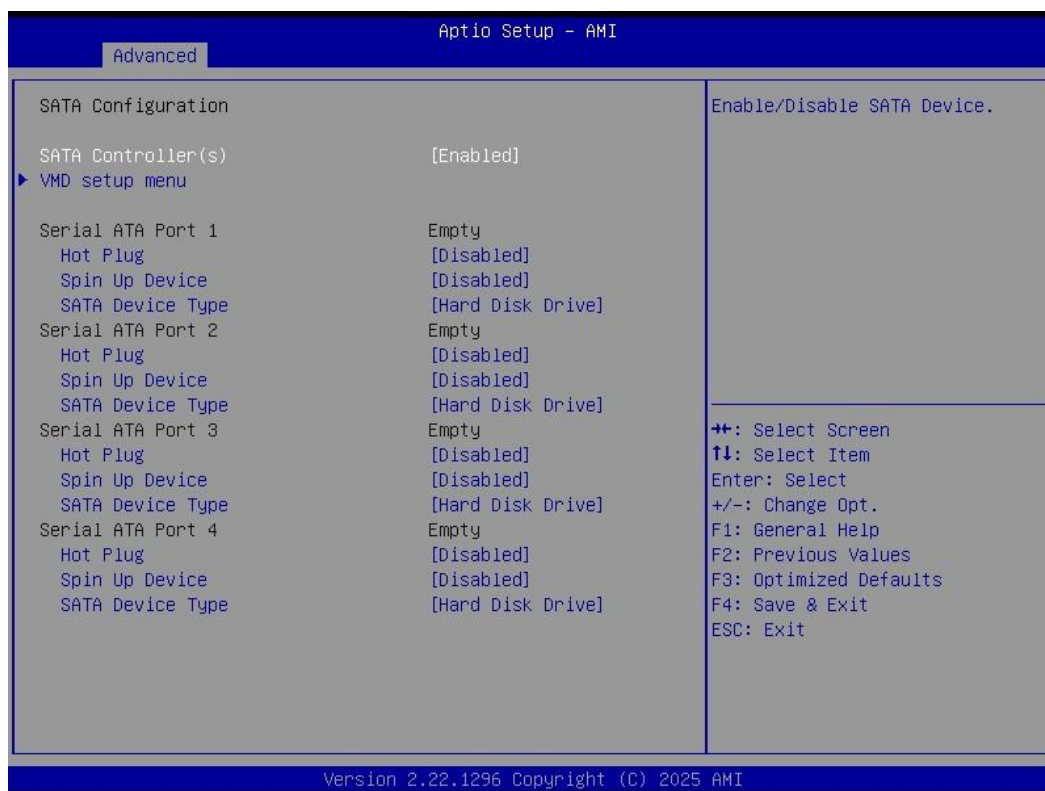 Aptio Setup – AMI
Advanced
SATA Configuration
SATA Controller(s) [Enabled]
VMD setup menu
Serial ATA Port 1 Empty
Hot Plug [Disabled]
Spin Up Device [Disabled]
SATA Device Type [Hard Disk Drive]
Serial ATA Port 2 Empty
Hot Plug [Disabled]
Spin Up Device [Disabled]
SATA Device Type [Hard Disk Drive]
Serial ATA Port 3 Empty
Hot Plug [Disabled]
Spin Up Device [Disabled]
SATA Device Type [Hard Disk Drive]
Serial ATA Port 4 Empty
Hot Plug [Disabled]
Spin Up Device [Disabled]
SATA Device Type [Hard Disk Drive]
Enable/Disable SATA Device.
→←: Select Screen
↑↓: Select Item
Enter: Select
+/-: Change Opt.
F1: General Help
F2: Previous Values
F3: Optimized Defaults
F4: Save & Exit
ESC: Exit
Version 2.22.1296 Copyright (C) 2025 AMI